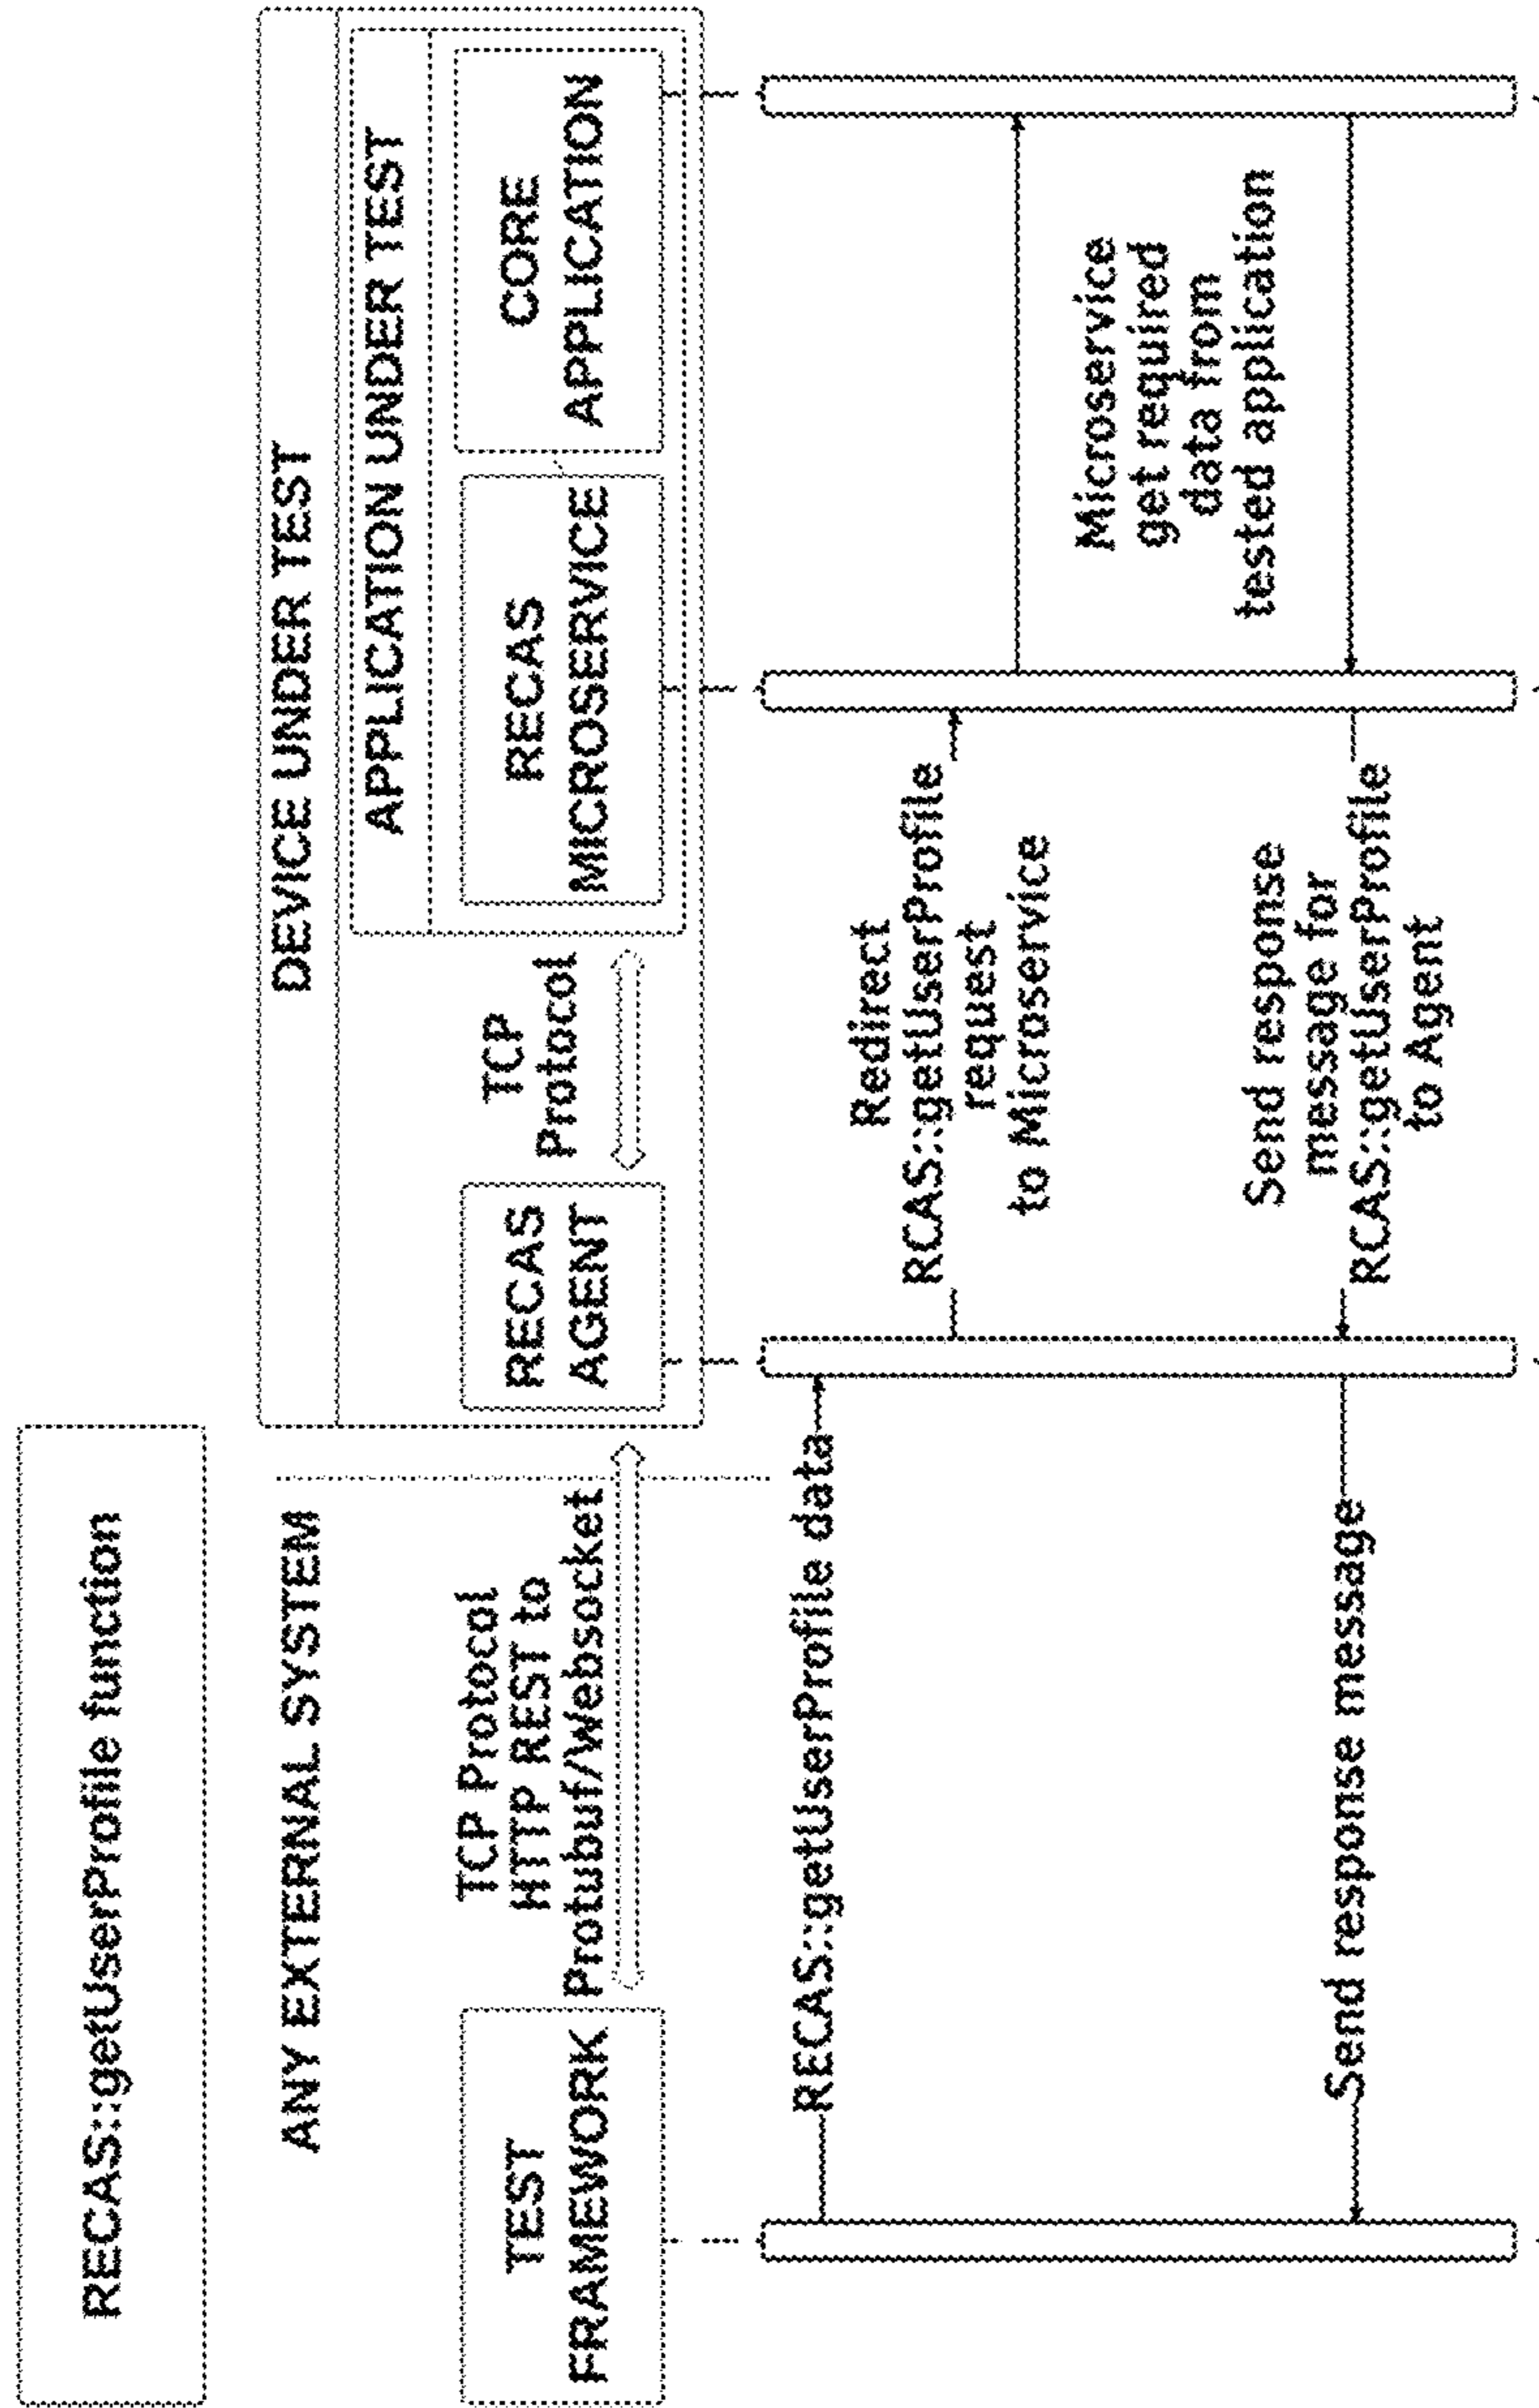 RECAS::getUserProfile function
ANY EXTERNAL SYSTEM
DEVICE UNDER TEST
APPLICATION UNDER TEST
TEST
FRAMEWORK
TCP Protocol
HTTP REST to
Protubuf/Websocket
RECAS
AGENT
TCP
Protocol
RECAS
MICROSERVICE
CORE
APPLICATION
RECAS::getUserProfile data
Redirect
RCAS::getUserProfile
request
to Microservice
Microservice
get required
data from
tested application
Send response
message for
RCAS::getUserProfile
to Agent
Send response message